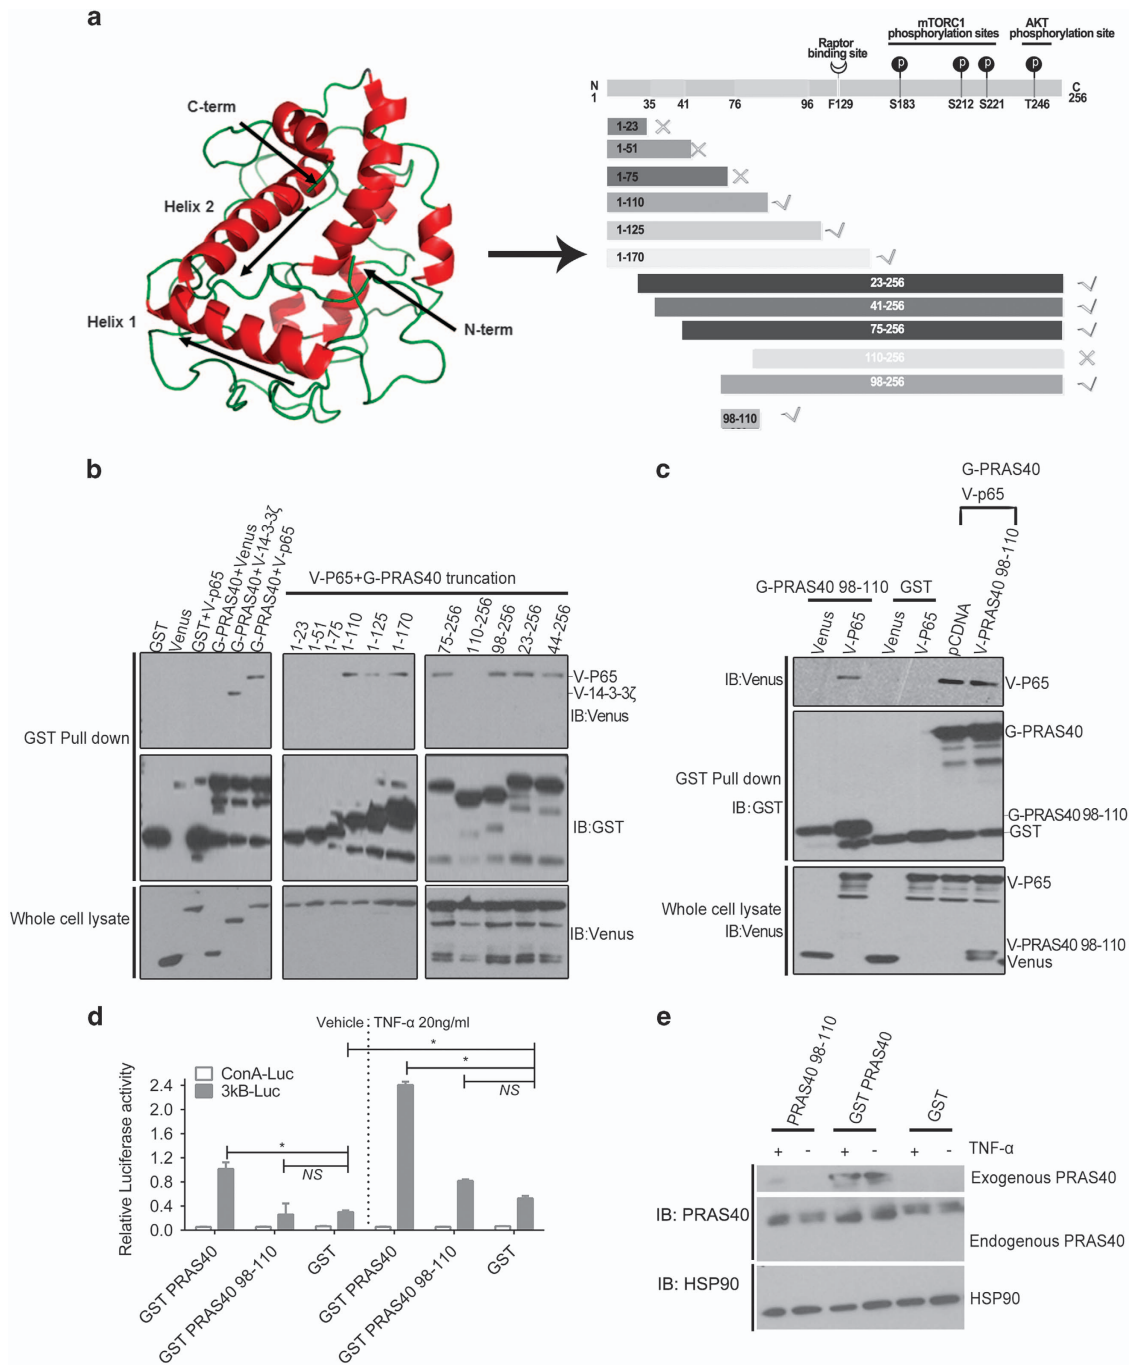 a
C-term
Helix 2
Helix 1
N-term
mTORC1
phosphorylation sites
AKT
phosphorylation site
Raptor
binding site
p p p p
N
1
35 41 76 96 F129 S183 S212 S221 T246
C
256
1-23
1-51
1-75
1-110
1-125
1-170
23-256
41-256
75-256
110-256
98-256
98-110
b
GST
Venus
GST+V-p65
G-PRAS40+Venus
G-PRAS40+V-14-3-3ζ
G-PRAS40+V-p65
V-P65+G-PRAS40 truncation
1-23
1-51
1-75
1-110
1-125
1-170
75-256
110-256
98-256
23-256
44-256
V-P65
V-14-3-3ζ
IB:Venus
GST Pull down
IB:GST
Whole cell lysate
IB:Venus
c
G-PRAS40
V-p65
G-PRAS40 98-110
GST
Venus
V-P65
Venus
V-P65
pCDNA
V-PRAS40 98-110
IB:Venus
V-P65
G-PRAS40
GST Pull down
IB:GST
G-PRAS40 98-110
GST
V-P65
Whole cell lysate
IB:Venus
V-PRAS40 98-110
Venus
d
Vehicle TNF-α 20ng/ml
*
*
NS
ConA-Luc
3kB-Luc
*
NS
Relative Luciferase activity
2.4
2.0
1.6
1.2
0.8
0.4
0.0
GST PRAS40
GST PRAS40 98-110
GST
GST PRAS40
GST PRAS40 98-110
GST
e
PRAS40 98-110
GST PRAS40
GST
+ - + - + - TNF-α
Exogenous PRAS40
IB: PRAS40
Endogenous PRAS40
IB: HSP90
HSP90